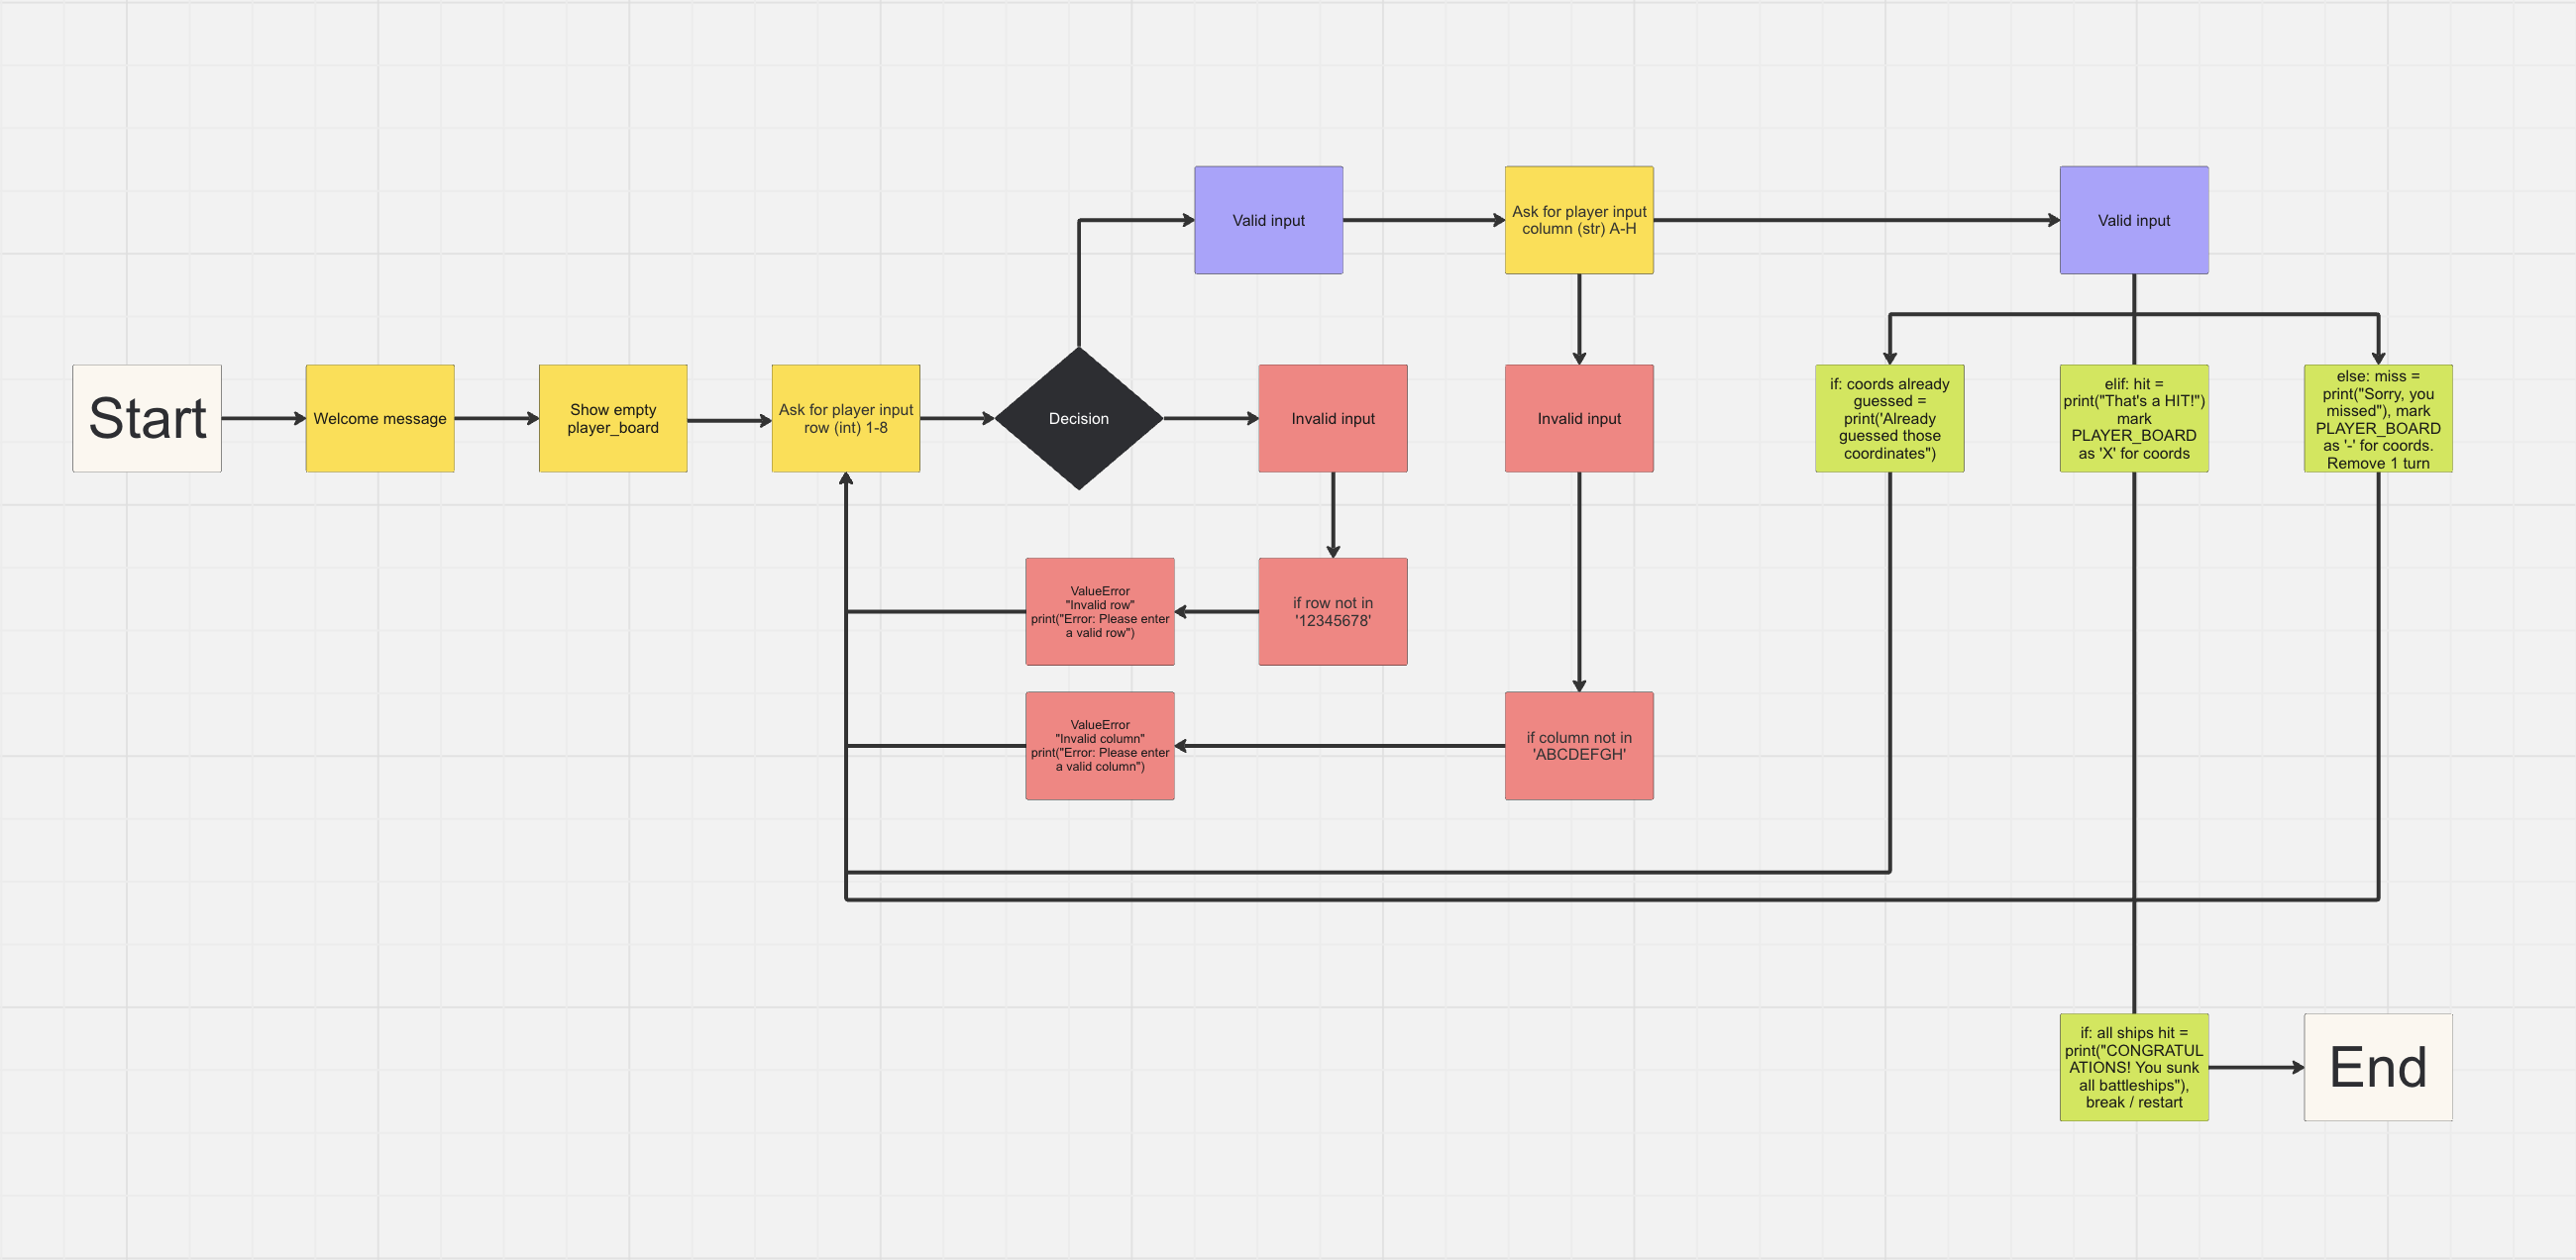 Valid input
Ask for player input
column (str) A-H
Valid input
Start
Welcome message
Show empty
player_board
Ask for player input
row (int) 1-8
Decision
Invalid input
Invalid input
if: coords already
guessed =
print('Already
guessed those
coordinates")
elif: hit =
print("That's a HIT!")
mark
PLAYER_BOARD
as 'X' for coords
else: miss =
print("Sorry, you
missed"), mark
PLAYER_BOARD
as '-' for coords.
Remove 1 turn
ValueError
"Invalid row"
print("Error: Please enter
a valid row")
if row not in
'12345678'
ValueError
"Invalid column"
print("Error: Please enter
a valid column")
if column not in
'ABCDEFGH'
if: all ships hit =
print("CONGRATUL
ATIONS! You sunk
all battleships"),
break / restart
End